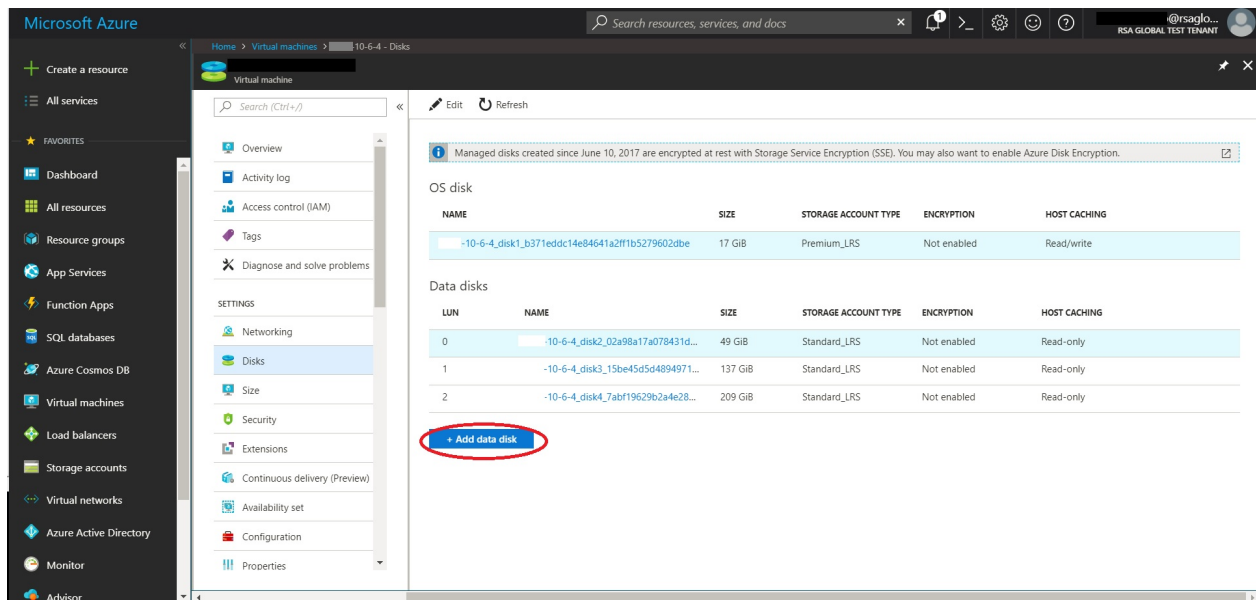 Microsoft Azure
Search resources, services, and docs
1
@rsaglo...
RSA GLOBAL TEST TENANT
Home > Virtual machines > 10-6-4 - Disks
Virtual machine
Create a resource
All services
FAVORITES
Dashboard
All resources
Resource groups
App Services
Function Apps
SQL databases
Azure Cosmos DB
Virtual machines
Load balancers
Storage accounts
Virtual networks
Azure Active Directory
Monitor
Advisor
Search (Ctrl+/)
Overview
Activity log
Access control (IAM)
Tags
Diagnose and solve problems
SETTINGS
Networking
Disks
Size
Security
Extensions
Continuous delivery (Preview)
Availability set
Configuration
Properties
Edit Refresh
Managed disks created since June 10, 2017 are encrypted at rest with Storage Service Encryption (SSE). You may also want to enable Azure Disk Encryption.
OS disk
NAME SIZE STORAGE ACCOUNT TYPE ENCRYPTION HOST CACHING
-10-6-4_disk1_b371eddc14e84641a2ff1b5279602dbe 17 GiB Premium_LRS Not enabled Read/write
Data disks
LUN NAME SIZE STORAGE ACCOUNT TYPE ENCRYPTION HOST CACHING
0 -10-6-4_disk2_02a98a17a078431d... 49 GiB Standard_LRS Not enabled Read-only
1 -10-6-4_disk3_15be45d5d4894971... 137 GiB Standard_LRS Not enabled Read-only
2 -10-6-4_disk4_7abf19629b2a4e28... 209 GiB Standard_LRS Not enabled Read-only
+ Add data disk